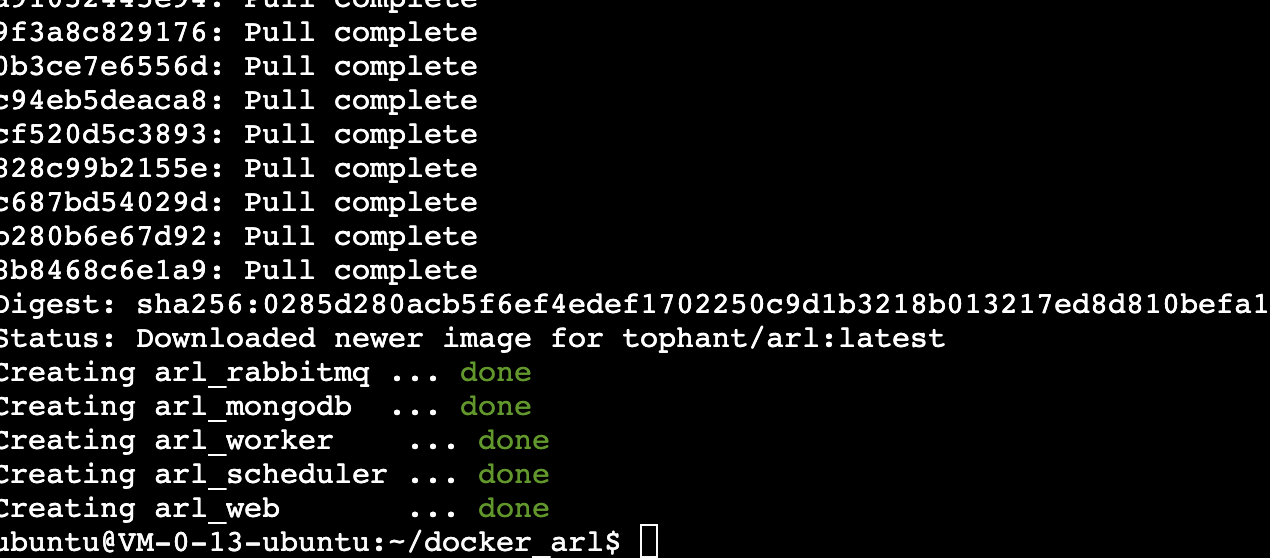 d91052445e94: Pull complete
9f3a8c829176: Pull complete
0b3ce7e6556d: Pull complete
c94eb5deaca8: Pull complete
cf520d5c3893: Pull complete
828c99b2155e: Pull complete
c687bd54029d: Pull complete
b280b6e67d92: Pull complete
8b8468c6e1a9: Pull complete
Digest: sha256:0285d280acb5f6ef4edef1702250c9d1b3218b013217ed8d810befa1
Status: Downloaded newer image for tophant/arl:latest
Creating arl_rabbitmq ... done
Creating arl_mongodb  ... done
Creating arl_worker    ... done
Creating arl_scheduler ... done
Creating arl_web       ... done
ubuntu@VM-0-13-ubuntu:~/docker_arl$